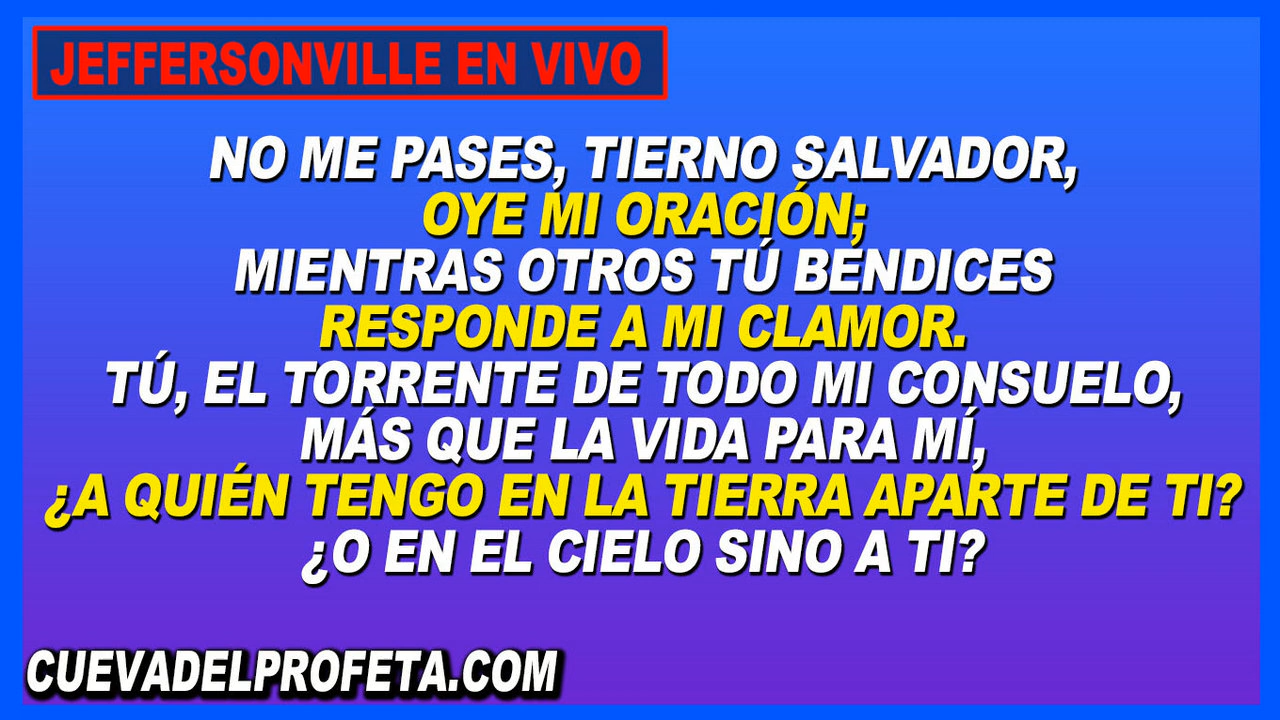 JEFFERSONVILLE EN VIVO
NO ME PASES, TIERNO SALVADOR,
OYE MI ORACIÓN;
MIENTRAS OTROS TÚ BENDICES
RESPONDE A MI CLAMOR.
TÚ, EL TORRENTE DE TODO MI CONSUELO,
MÁS QUE LA VIDA PARA MÍ,
¿A QUIÉN TENGO EN LA TIERRA APARTE DE TI?
¿O EN EL CIELO SINO A TI?
CUEVADELPROFETA.COM